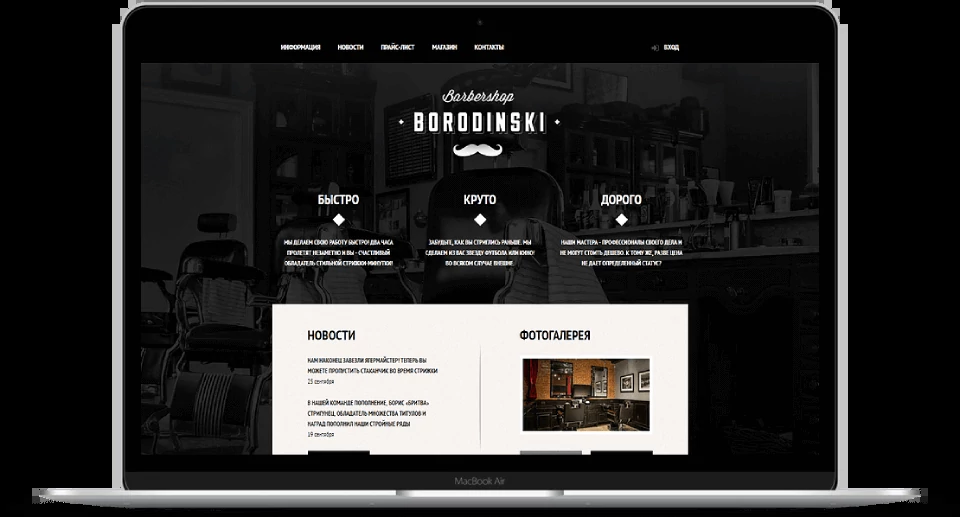 ИНФОРМАЦИЯ НОВОСТИ ПРАЙС-ЛИСТ МАГАЗИН КОНТАКТЫ ВХОД
Barbershop
BORODINSKI
БЫСТРО КРУТО ДОРОГО
МЫ ДЕЛАЕМ СВОЮ РАБОТУ БЫСТРО! ДВА ЧАСА
ПРОЛЕТЯТ НЕЗАМЕТНО И ВЫ - СЧАСТЛИВЫЙ
ОБЛАДАТЕЛЬ СТИЛЬНОЙ СТРИЖКИ-МИНУТКИ!
ЗАБУДЬТЕ, КАК ВЫ СТРИГЛИСЬ РАНЬШЕ. МЫ
СДЕЛАЕМ ИЗ ВАС ЗВЕЗДУ ФУТБОЛА ИЛИ КИНО!
ВО ВСЯКОМ СЛУЧАЕ ВНЕШНЕ.
НАШИ МАСТЕРА - ПРОФЕССИОНАЛЫ СВОЕГО ДЕЛА И
НЕ МОГУТ СТОИТЬ ДЕШЕВО. К ТОМУ ЖЕ, РАЗВЕ ЦЕНА
НЕ ДАЕТ ОПРЕДЕЛЕННЫЙ СТАТУС?
НОВОСТИ
НАМ НАКОНЕЦ ЗАВЕЗЛИ ЯГЕРМАЙСТЕР! ТЕПЕРЬ ВЫ
МОЖЕТЕ ПРОПУСТИТЬ СТАКАНЧИК ВО ВРЕМЯ СТРИЖКИ
23 сентября
В НАШЕЙ КОМАНДЕ ПОПОЛНЕНИЕ, БОРИС «БРИТВА»
СТРИГУНЕЦ, ОБЛАДАТЕЛЬ МНОЖЕСТВА ТИТУЛОВ И
НАГРАД ПОПОЛНИЛ НАШИ СТРОЙНЫЕ РЯДЫ
19 сентября
ФОТОГАЛЕРЕЯ
MacBook Air